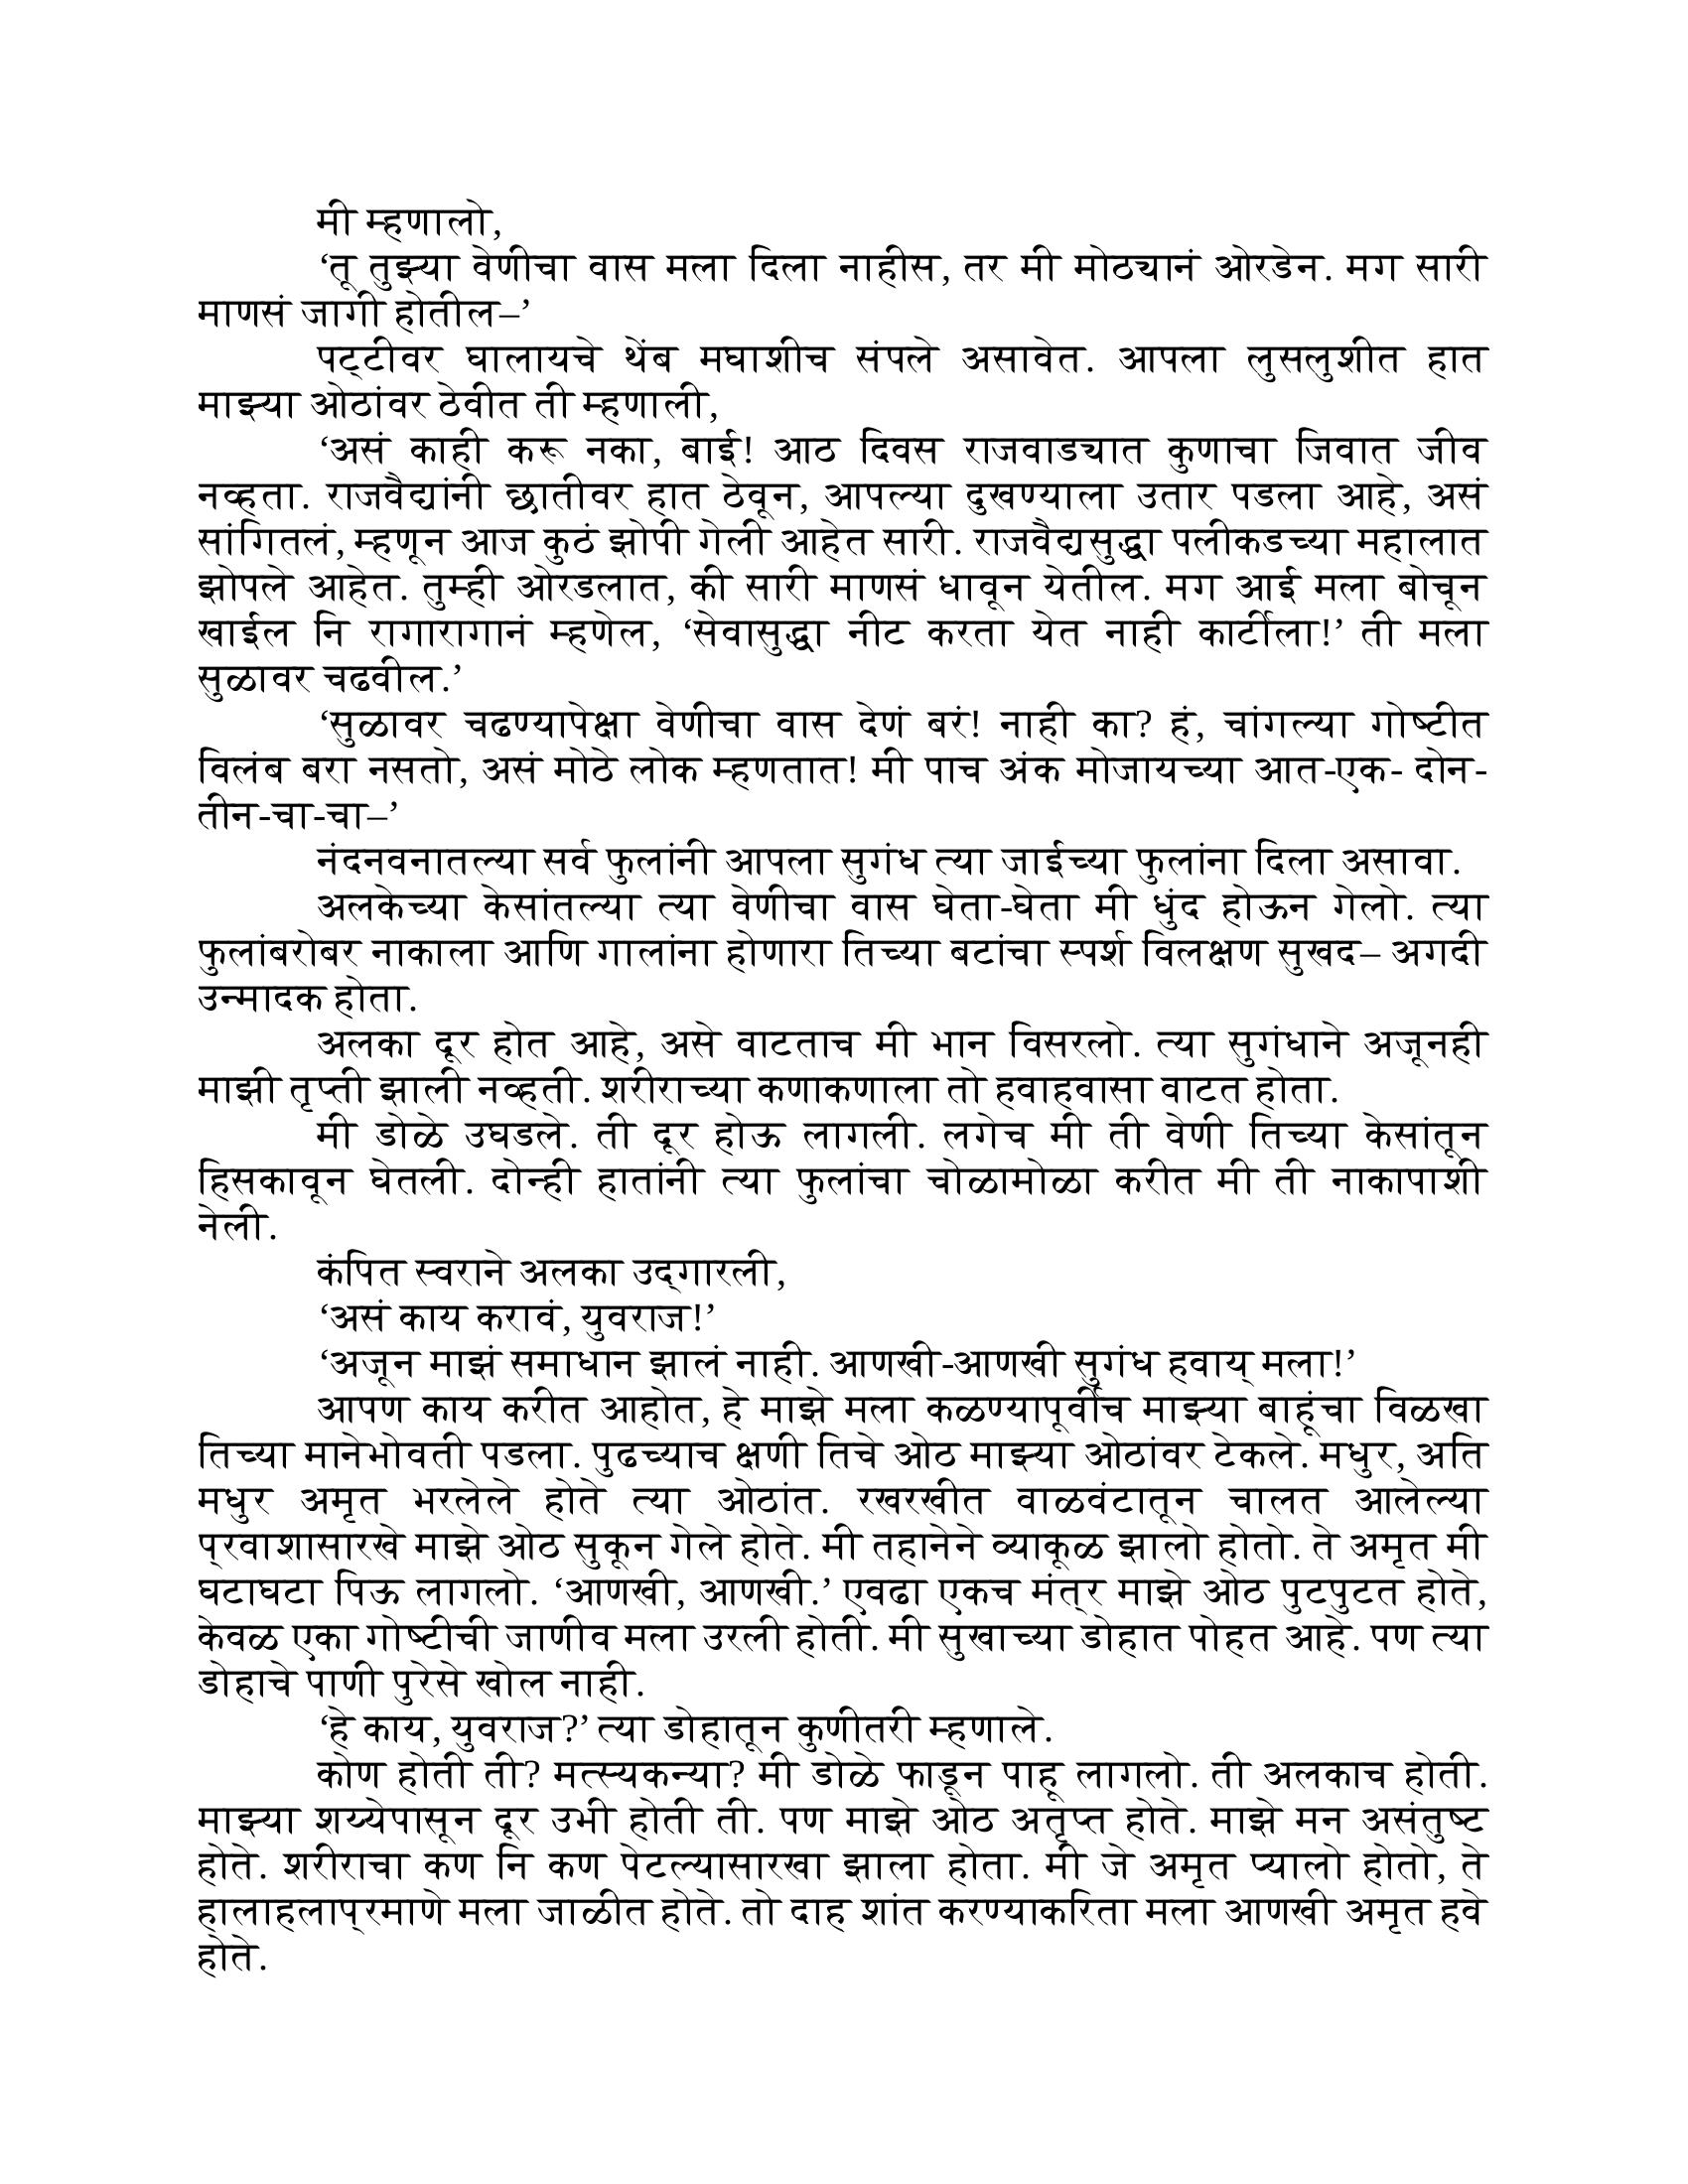 मी म्हणालो,
‘तू तुझ्या वेणीचा वास मला दिला नाहीस, तर मी मोठ्यानं ओरडेन. मग सारी
माणसं जागी होतील–’
पट्‌टीवर घालायचे थेंब मघाशीच संपले असावेत. आपला लुसलुशीत हात
माझ्या ओठांवर ठेवीत ती म्हणाली,
‘असं काही करू नका, बाई! आठ दिवस राजवाड्यात कुणाचा जिवात जीव
नव्हता. राजवैद्यांनी छातीवर हात ठेवून, आपल्या दुखण्याला उतार पडला आहे, असं
सांगितलं, म्हणून आज कुठं झोपी गेली आहेत सारी. राजवैद्यसुद्धा पलीकडच्या महालात
झोपले आहेत. तुम्ही ओरडलात, की सारी माणसं धावून येतील. मग आई मला बोचून
खाईल नि रागारागानं म्हणेल, ‘सेवासुद्धा नीट करता येत नाही कार्टीला!’ ती मला
सुळावर चढवील.’
‘सुळावर चढण्यापेक्षा वेणीचा वास देणं बरं! नाही का? हं, चांगल्या गोष्टीत
विलंब बरा नसतो, असं मोठे लोक म्हणतात! मी पाच अंक मोजायच्या आत-एक- दोन-
तीन-चा-चा–’
नंदनवनातल्या सर्व फुलांनी आपला सुगंध त्या जाईच्या फुलांना दिला असावा.
अलकेच्या केसांतल्या त्या वेणीचा वास घेता-घेता मी धुंद होऊन गेलो. त्या
फुलांबरोबर नाकाला आणि गालांना होणारा तिच्या बटांचा स्पर्श विलक्षण सुखद– अगदी
उन्मादक होता.
अलका दूर होत आहे, असे वाटताच मी भान विसरलो. त्या सुगंधाने अजूनही
माझी तृप्ती झाली नव्हती. शरीराच्या कणाकणाला तो हवाहवासा वाटत होता.
मी डोळे उघडले. ती दूर होऊ लागली. लगेच मी ती वेणी तिच्या केसांतून
हिसकावून घेतली. दोन्ही हातांनी त्या फुलांचा चोळामोळा करीत मी ती नाकापाशी
नेली.
कंपित स्वराने अलका उद्‌गारली,
‘असं काय करावं, युवराज!’
‘अजून माझं समाधान झालं नाही. आणखी-आणखी सुगंध हवाय् मला!’
आपण काय करीत आहोत, हे माझे मला कळण्यापूर्वीच माझ्या बाहूंचा विळखा
तिच्या मानेभोवती पडला. पुढच्याच क्षणी तिचे ओठ माझ्या ओठांवर टेकले. मधुर, अति
मधुर अमृत भरलेले होते त्या ओठांत. रखरखीत वाळवंटातून चालत आलेल्या
प्‌रवाशासारखे माझे ओठ सुकून गेले होते. मी तहानेने व्याकूळ झालो होतो. ते अमृत मी
घटाघटा पिऊ लागलो. ‘आणखी, आणखी.’ एवढा एकच मंत्‌र माझे ओठ पुटपुटत होते,
केवळ एका गोष्टीची जाणीव मला उरली होती. मी सुखाच्या डोहात पोहत आहे. पण त्या
डोहाचे पाणी पुरेसे खोल नाही.
‘हे काय, युवराज?’ त्या डोहातून कुणीतरी म्हणाले.
कोण होती ती? मत्स्यकन्या? मी डोळे फाडून पाहू लागलो. ती अलकाच होती.
माझ्या शय्येपासून दूर उभी होती ती. पण माझे ओठ अतृप्त होते. माझे मन असंतुष्ट
होते. शरीराचा कण नि कण पेटल्यासारखा झाला होता. मी जे अमृत प्यालो होतो, ते
हालाहलाप्‌रमाणे मला जाळीत होते. तो दाह शांत करण्याकरिता मला आणखी अमृत हवे
होते.